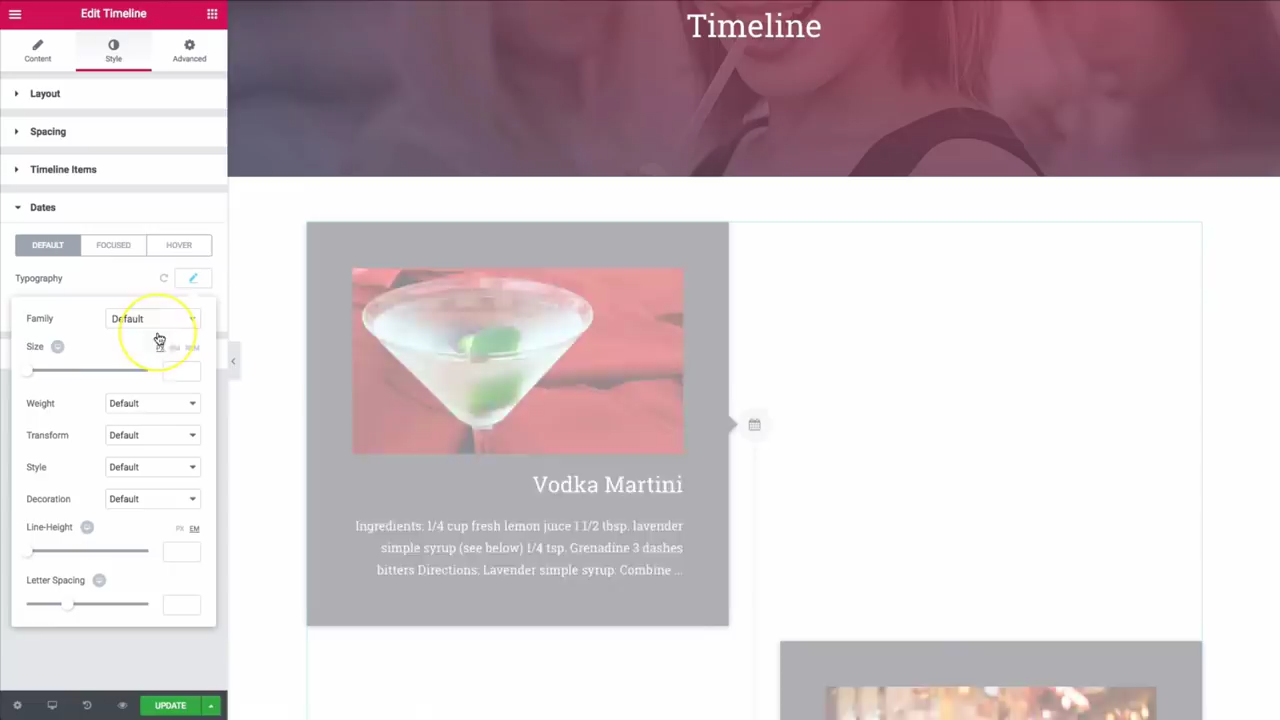 Edit Timeline
Content
Style
Advanced
Layout
Spacing
Timeline Items
Dates
DEFAULT
FOCUSED
HOVER
Typography
Family
Default
Size
PX EM REM
Weight
Default
Transform
Default
Style
Default
Decoration
Default
Line-Height
PX EM
Letter Spacing
UPDATE
Timeline
Vodka Martini
Ingredients: 1/4 cup fresh lemon juice 1 1/2 tbsp. lavender
simple syrup (see below) 1/4 tsp. Grenadine 3 dashes
bitters Directions: Lavender simple syrup: Combine ...